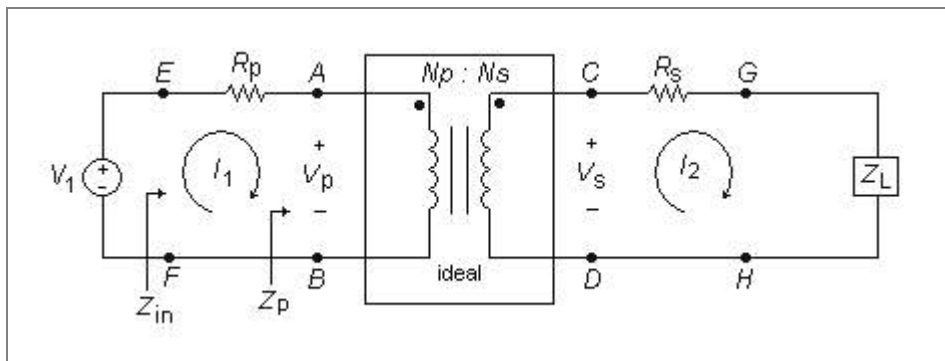 Np : Ns
E
Rp
A
C
Rs
G
V1
+
−
I1
+
Vp
−
+
Vs
−
I2
ZL
F
B
ideal
D
H
Zin
Zp